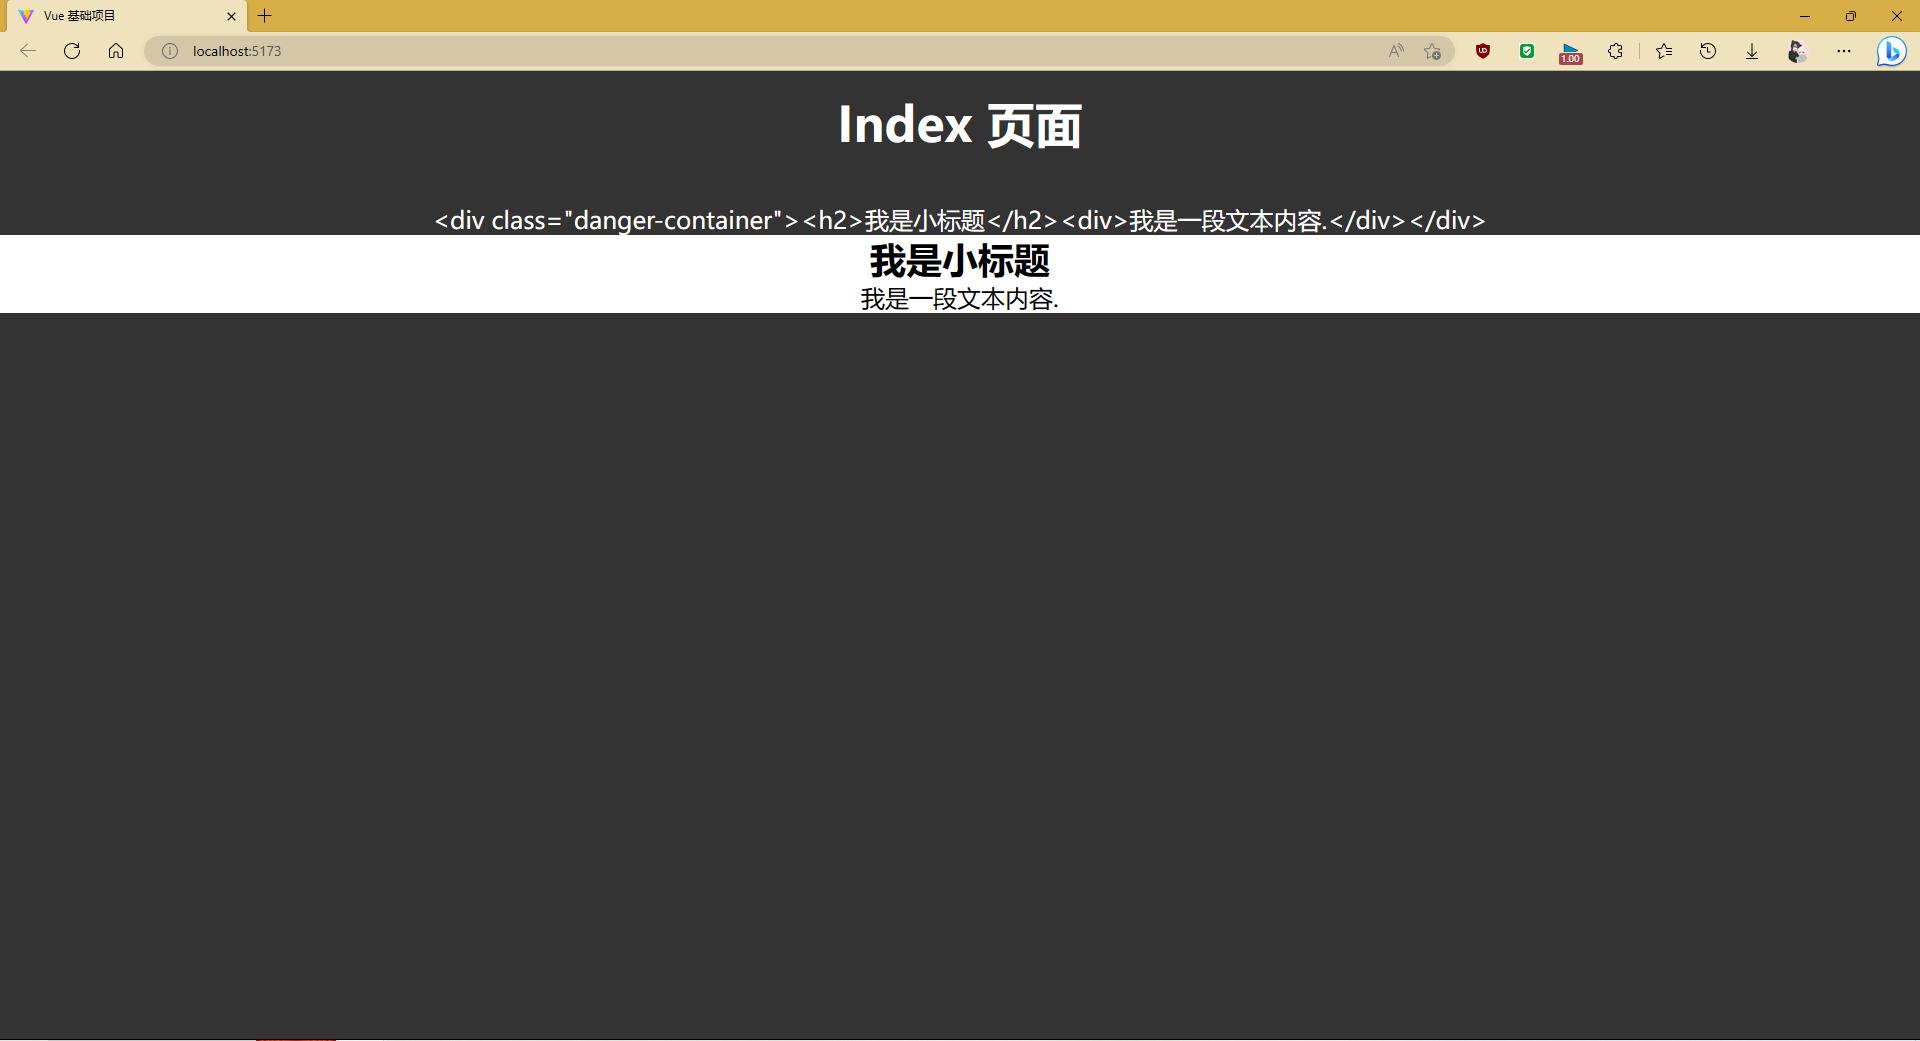 Vue 基础项目
localhost:5173
1.00
Index 页面
<div class="danger-container"><h2>我是小标题</h2><div>我是一段文本内容.</div></div>
我是小标题
我是一段文本内容.